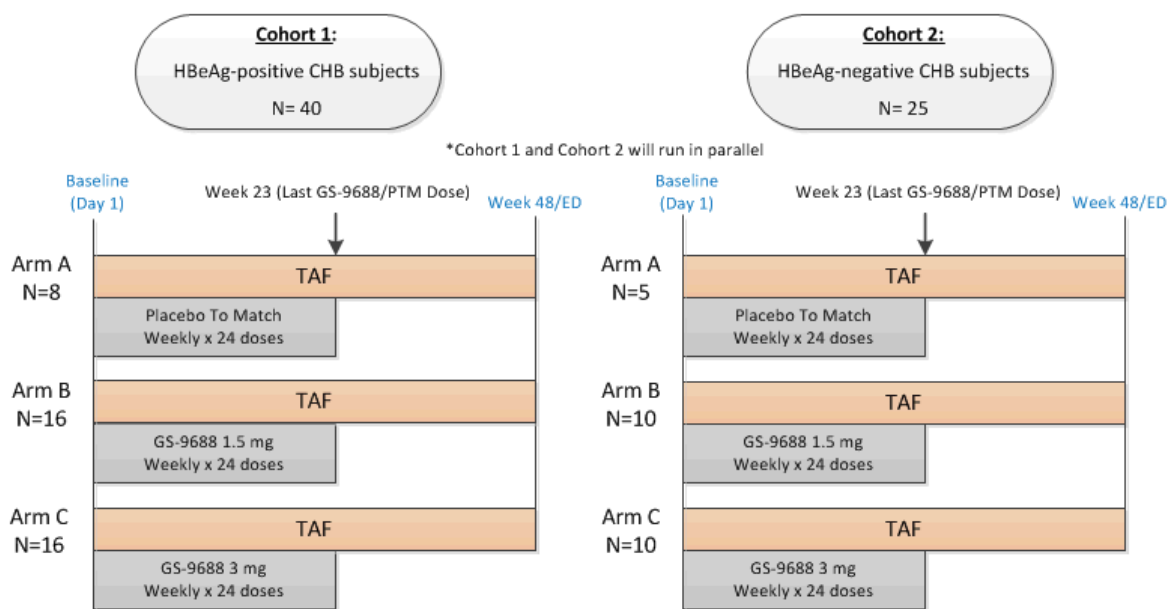 Cohort 1:
HBeAg-positive CHB subjects
N= 40
Cohort 2:
HBeAg-negative CHB subjects
N= 25
*Cohort 1 and Cohort 2 will run in parallel
Baseline
(Day 1)
Week 23 (Last GS-9688/PTM Dose)
Week 48/ED
Arm A
N=8
TAF
Placebo To Match
Weekly x 24 doses
Arm B
N=16
TAF
GS-9688 1.5 mg
Weekly x 24 doses
Arm C
N=16
TAF
GS-9688 3 mg
Weekly x 24 doses
Baseline
(Day 1)
Week 23 (Last GS-9688/PTM Dose)
Week 48/ED
Arm A
N=5
TAF
Placebo To Match
Weekly x 24 doses
Arm B
N=10
TAF
GS-9688 1.5 mg
Weekly x 24 doses
Arm C
N=10
TAF
GS-9688 3 mg
Weekly x 24 doses